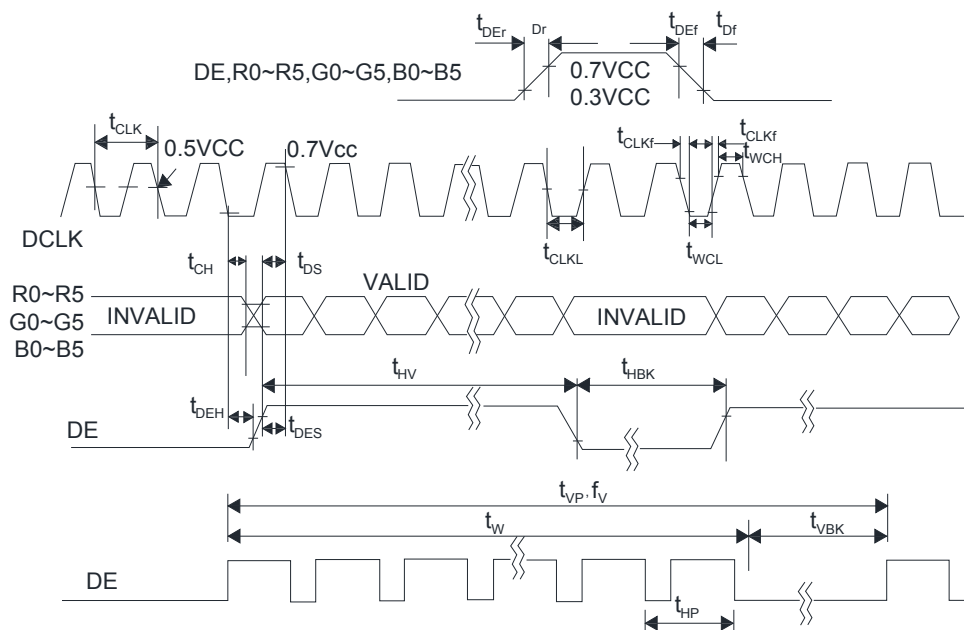 tDEr Dr tDEf tDf
DE,R0~R5,G0~G5,B0~B5
0.7VCC
0.3VCC
tCLK
0.5VCC
0.7Vcc
tCLKf
tCLKf
tWCH
DCLK
tCLKL
tWCL
tCH
tDS
VALID
R0~R5
G0~G5
B0~B5
INVALID
INVALID
tHV
tHBK
tDEH
tDES
DE
tVP, fV
tW
tVBK
DE
tHP